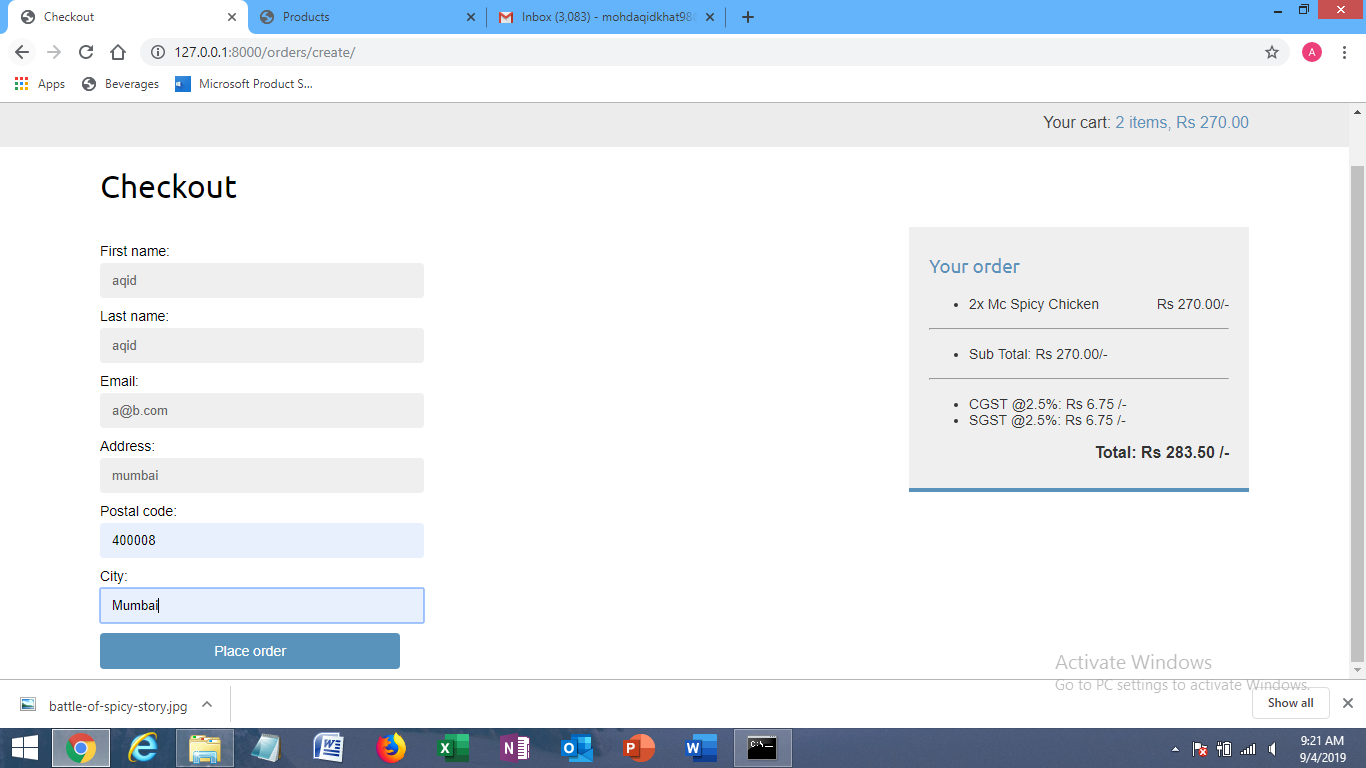 Checkout
Products
Inbox (3,083) - mohdaqidkhat98
127.0.0.1:8000/orders/create/
A
Apps
Beverages
Microsoft Product S...
Your cart: 2 items, Rs 270.00
Checkout
First name:
aqid
Last name:
aqid
Email:
a@b.com
Address:
mumbai
Postal code:
400008
City:
Mumbai
Place order
Your order
• 2x Mc Spicy Chicken Rs 270.00/-
• Sub Total: Rs 270.00/-
• CGST @2.5%: Rs 6.75 /-
• SGST @2.5%: Rs 6.75 /-
Total: Rs 283.50 /-
Activate Windows
Go to PC settings to activate Windows.
battle-of-spicy-story.jpg
Show all
9:21 AM
9/4/2019